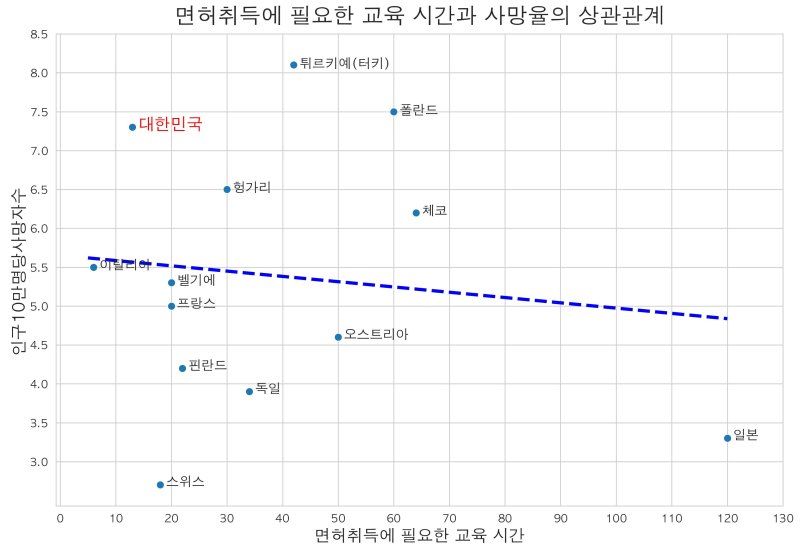 면허취득에 필요한 교육 시간과 사망율의 상관관계
8.5
8.0
7.5
7.0
6.5
6.0
5.5
5.0
4.5
4.0
3.5
3.0
인구10만명당사망자수
튀르키예(터키)
폴란드
대한민국
헝가리
체코
이탈리아
벨기에
프랑스
오스트리아
핀란드
독일
일본
스위스
0 10 20 30 40 50 60 70 80 90 100 110 120 130
면허취득에 필요한 교육 시간